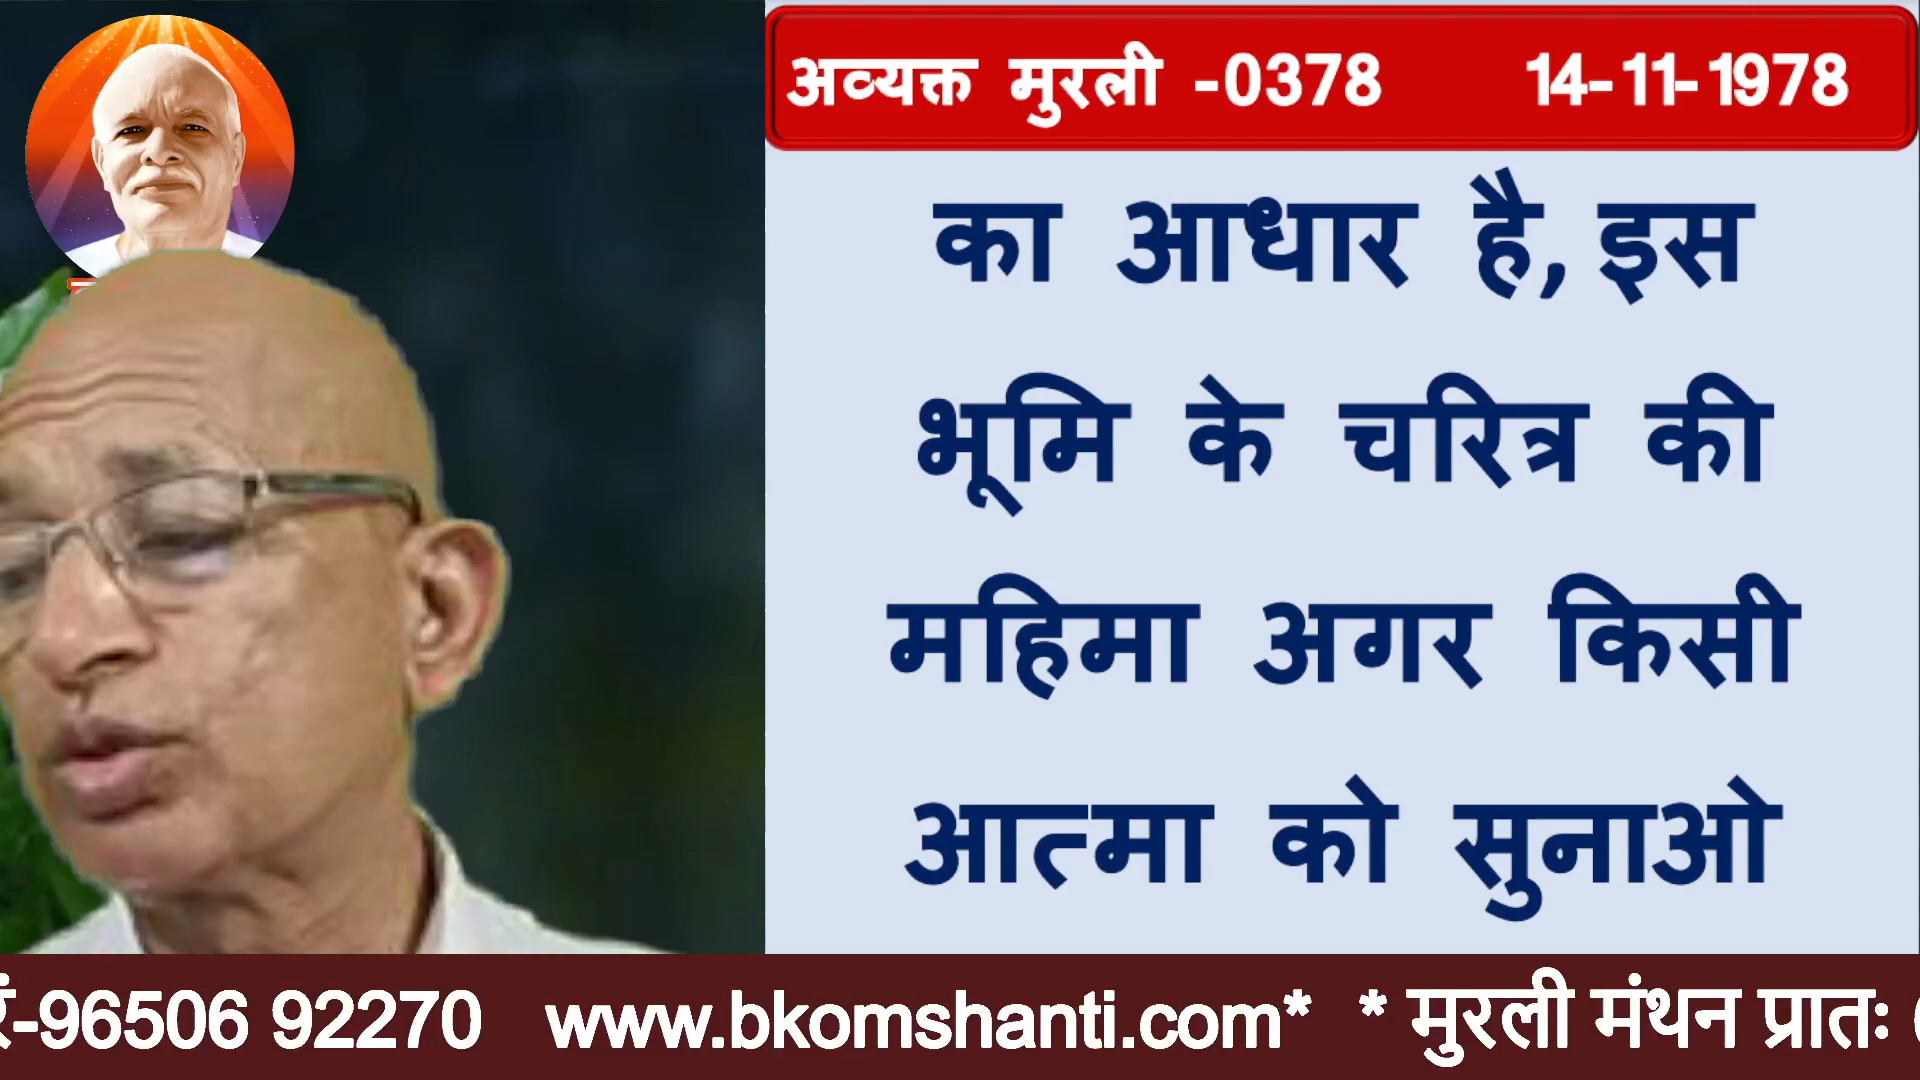 अव्यक्त मुरली -0378 14-11-1978
का आधार है, इस
भूमि के चरित्र की
महिमा अगर किसी
आत्मा को सुनाओ
-96506 92270 www.bkomshanti.com* * मुरली मंथन प्रातः